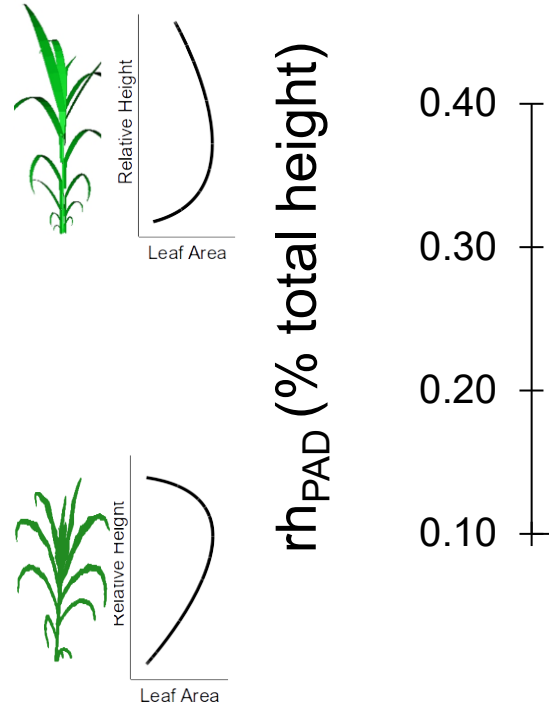 Relative Height
Leaf Area
rhPAD (% total height)
0.40
0.30
0.20
0.10
Relative Height
Leaf Area